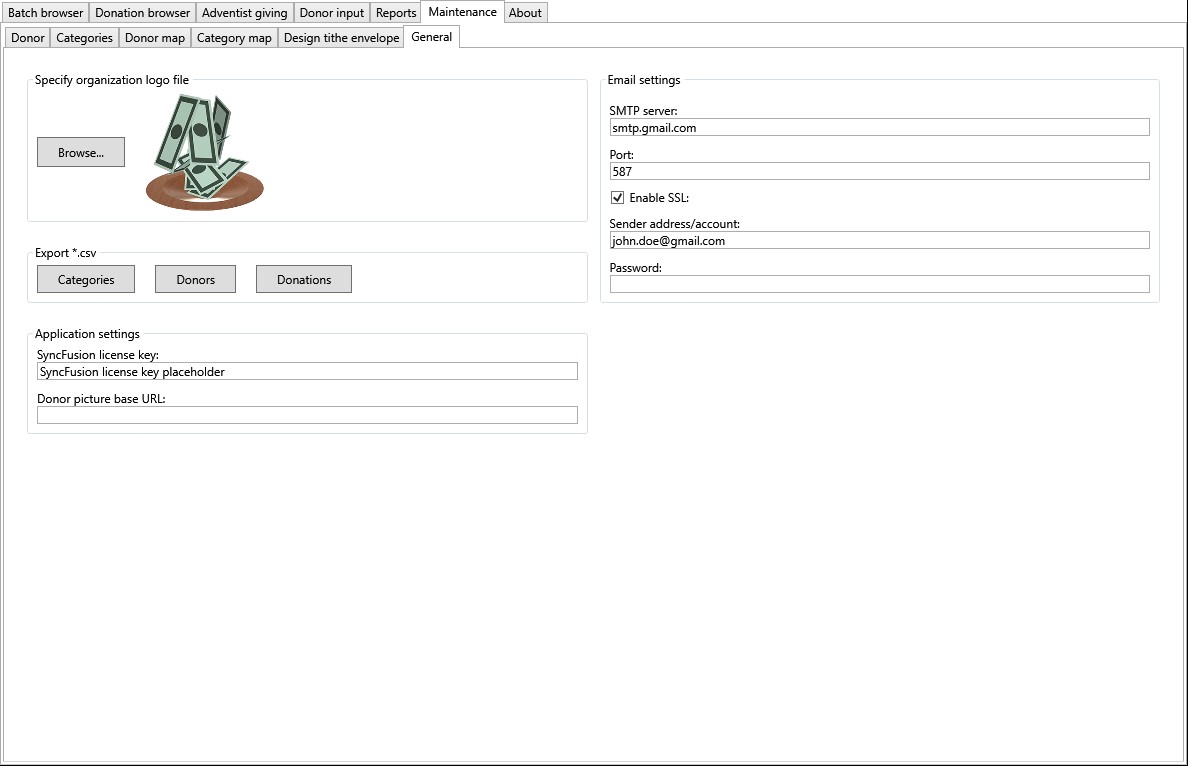 Batch browser Donation browser Adventist giving Donor input Reports Maintenance About
Donor Categories Donor map Category map Design tithe envelope General
Specify organization logo file
Browse...
Export *.csv
Categories Donors Donations
Application settings
SyncFusion license key:
SyncFusion license key placeholder
Donor picture base URL:
Email settings
SMTP server:
smtp.gmail.com
Port:
587
Enable SSL:
Sender address/account:
john.doe@gmail.com
Password: